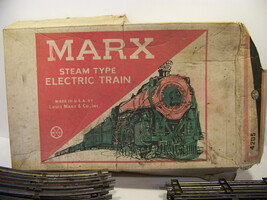 MARX
STEAM TYPE
ELECTRIC TRAIN
MADE IN U.S.A. BY
LOUIS MARX & CO., INC.